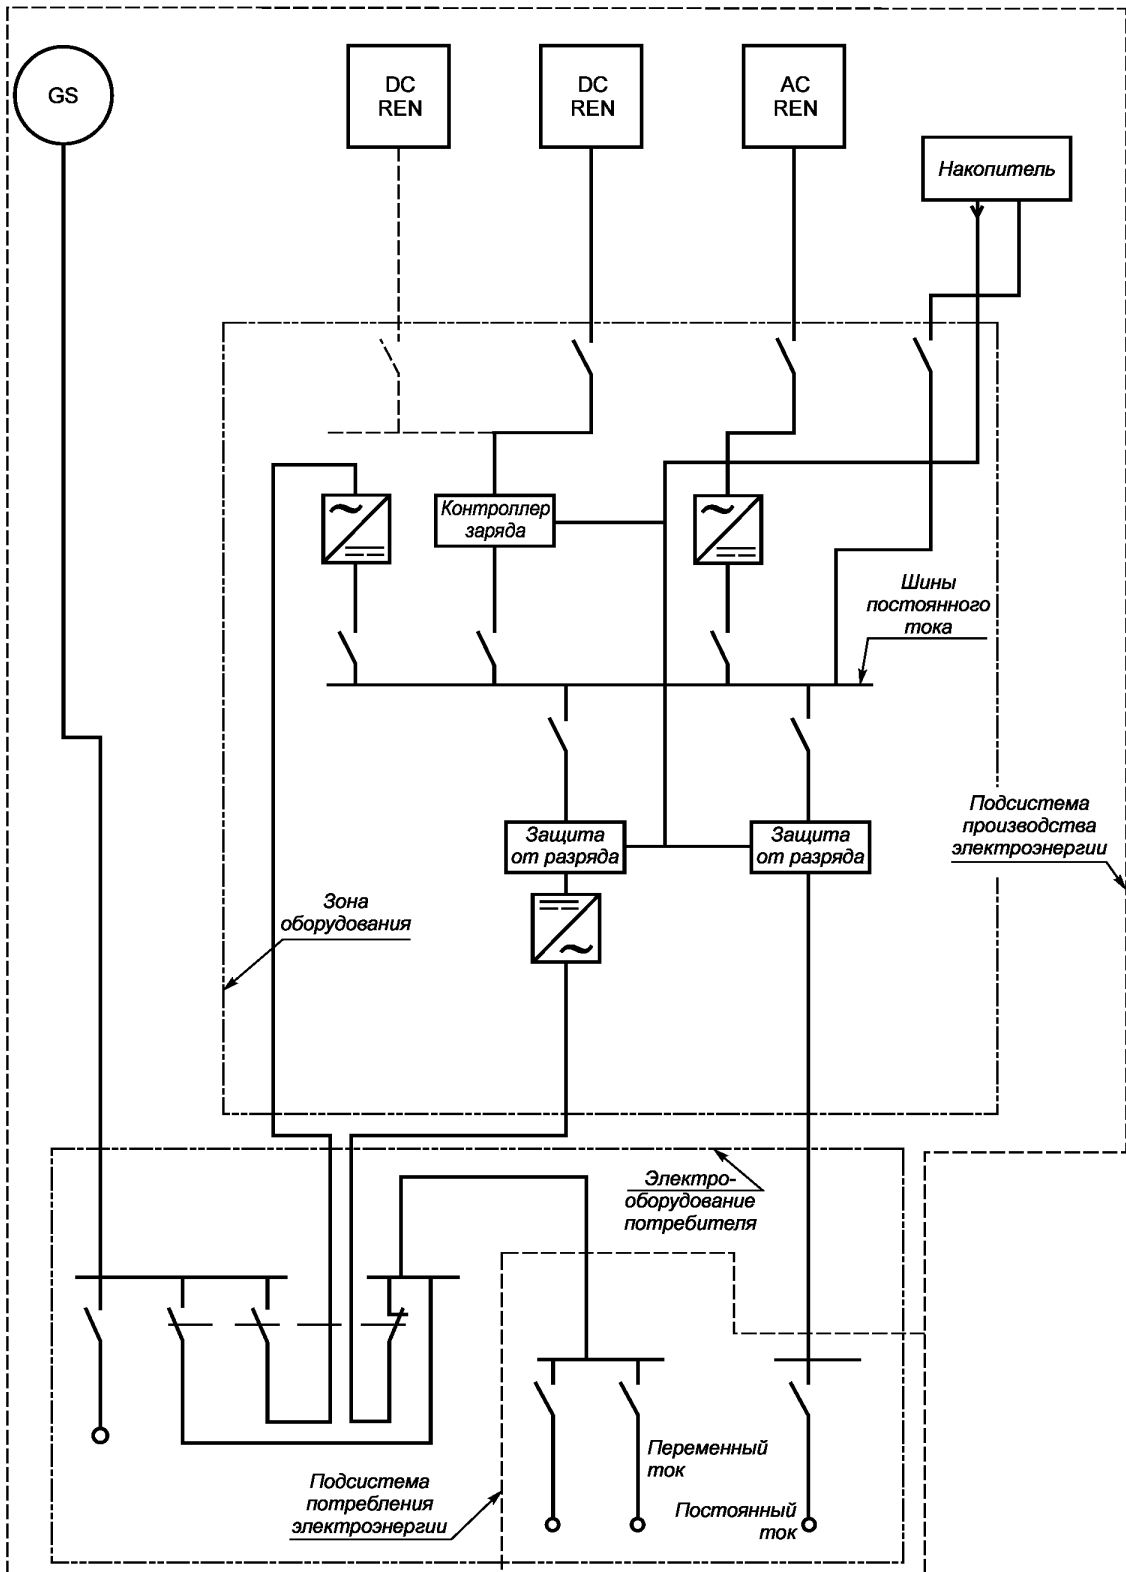 GS
DC
REN
DC
REN
AC
REN
Накопитель
Контроллер
заряда
Шины
постоянного
тока
Защита
от разряда
Защита
от разряда
Подсистема
производства
электроэнергии
Зона
оборудования
Электро-
оборудование
потребителя
Переменный
ток
Подсистема
потребления
электроэнергии
Постоянный
ток